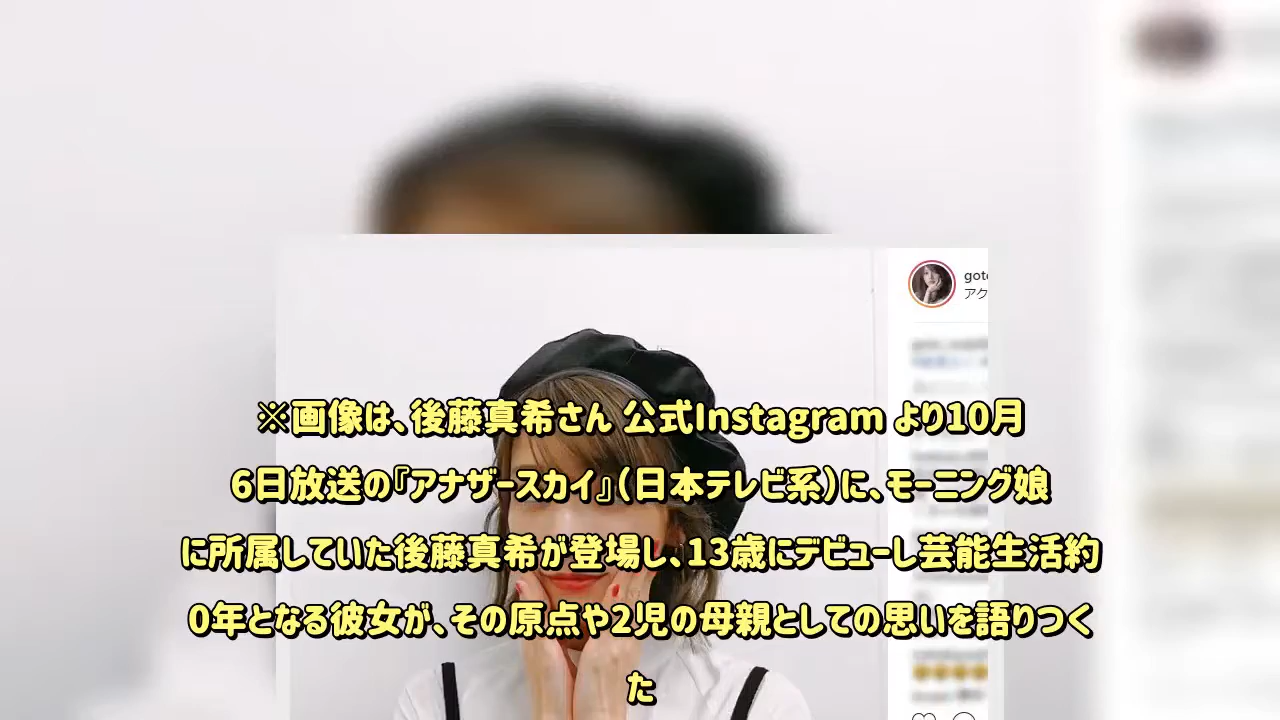 goto
アク
※画像は、後藤真希さん 公式Instagram より10月
6日放送の『アナザースカイ』（日本テレビ系）に、モーニング娘
に所属していた後藤真希が登場し、13歳にデビューし芸能生活約
0年となる彼女が、その原点や2児の母親としての思いを語りつく
た